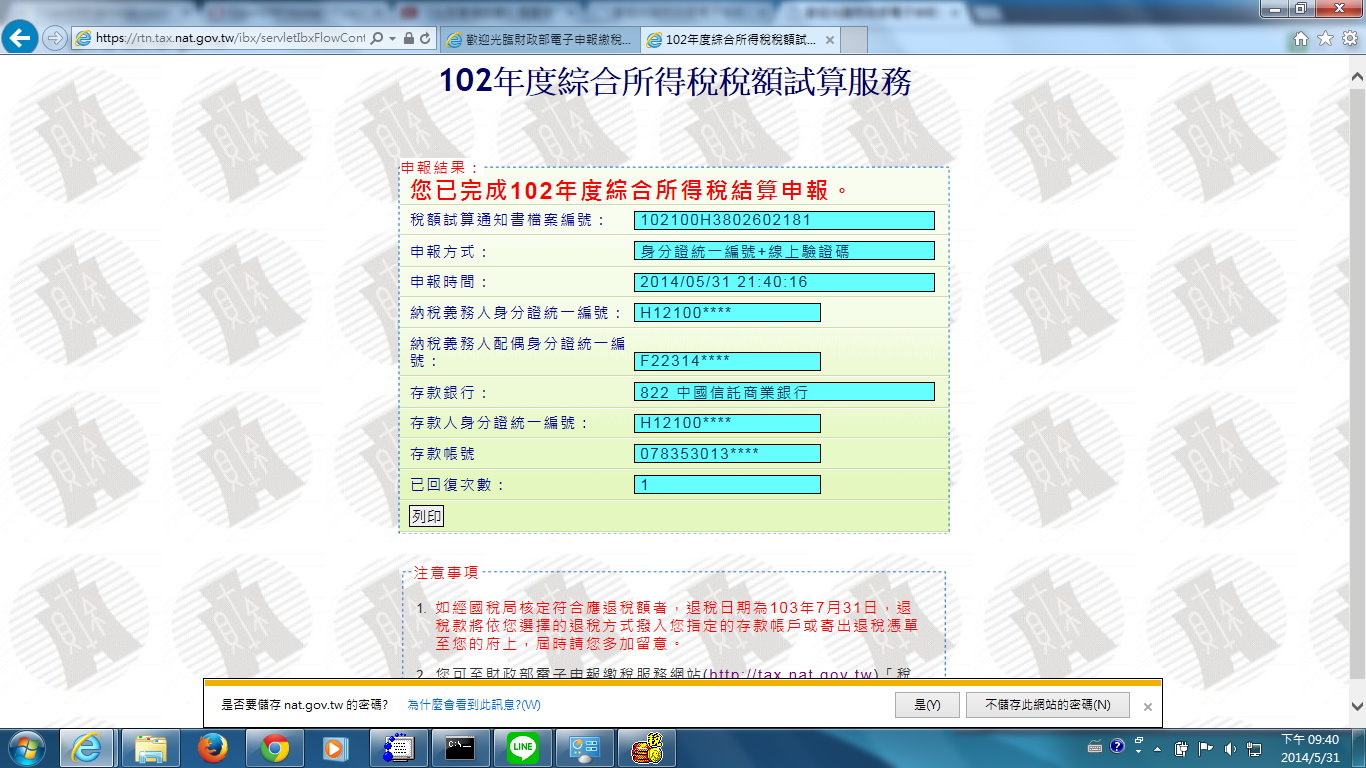 https://rtn.tax.nat.gov.tw/ibx/servletIbxFlowCont
歡迎光臨財政部電子申報繳稅...
102年度綜合所得稅稅額試...
102年度綜合所得稅稅額試算服務
申報結果：
您已完成102年度綜合所得稅結算申報。
稅額試算通知書檔案編號： 102100H3802602181
申報方式： 身分證統一編號+線上驗證碼
申報時間： 2014/05/31 21:40:16
納稅義務人身分證統一編號： H12100****
納稅義務人配偶身分證統一編
號： F22314****
存款銀行： 822 中國信託商業銀行
存款人身分證統一編號： H12100****
存款帳號 078353013****
已回復次數： 1
列印
注意事項
1. 如經國稅局核定符合應退稅額者，退稅日期為103年7月31日，退
稅款將依您選擇的退稅方式撥入您指定的存款帳戶或寄出退稅憑單
至您的府上，屆時請您多加留意。
2. 您可至財政部電子申報繳稅服務網站(http://tax.nat.gov.tw)「稅
是否要儲存 nat.gov.tw 的密碼? 為什麼會看到此訊息?(W) 是(Y) 不儲存此網站的密碼(N)
C:\
LINE
稅
下午 09:40
2014/5/31